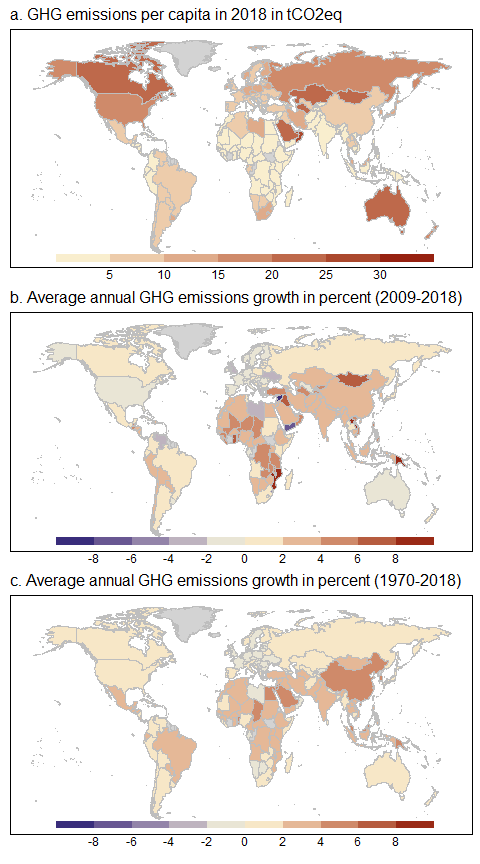 a. GHG emissions per capita in 2018 in tCO2eq
5 10 15 20 25 30
b. Average annual GHG emissions growth in percent (2009-2018)
-8 -6 -4 -2 0 2 4 6 8
c. Average annual GHG emissions growth in percent (1970-2018)
-8 -6 -4 -2 0 2 4 6 8